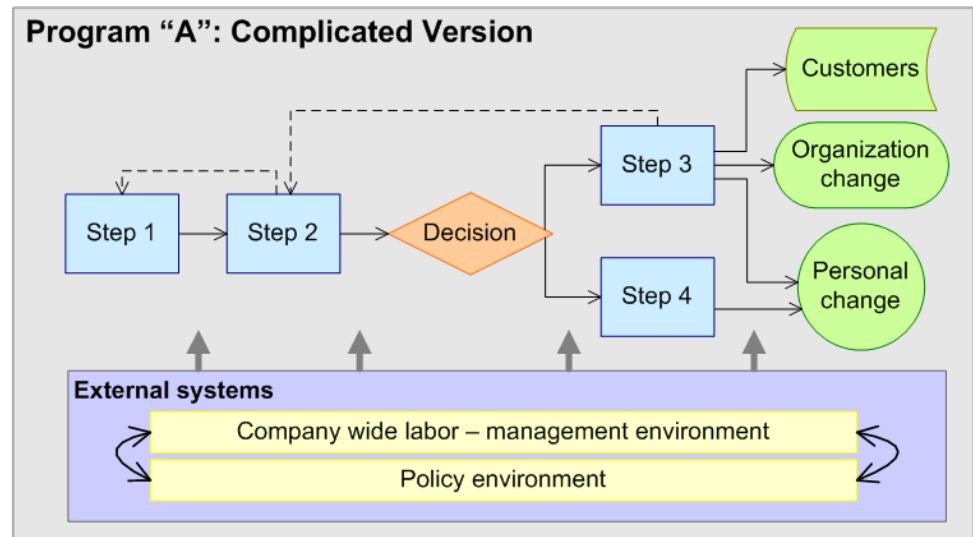 Program “A”: Complicated Version
Customers
Organization
change
Step 3
Step 1
Step 2
Decision
Personal
change
Step 4
External systems
Company wide labor – management environment
Policy environment